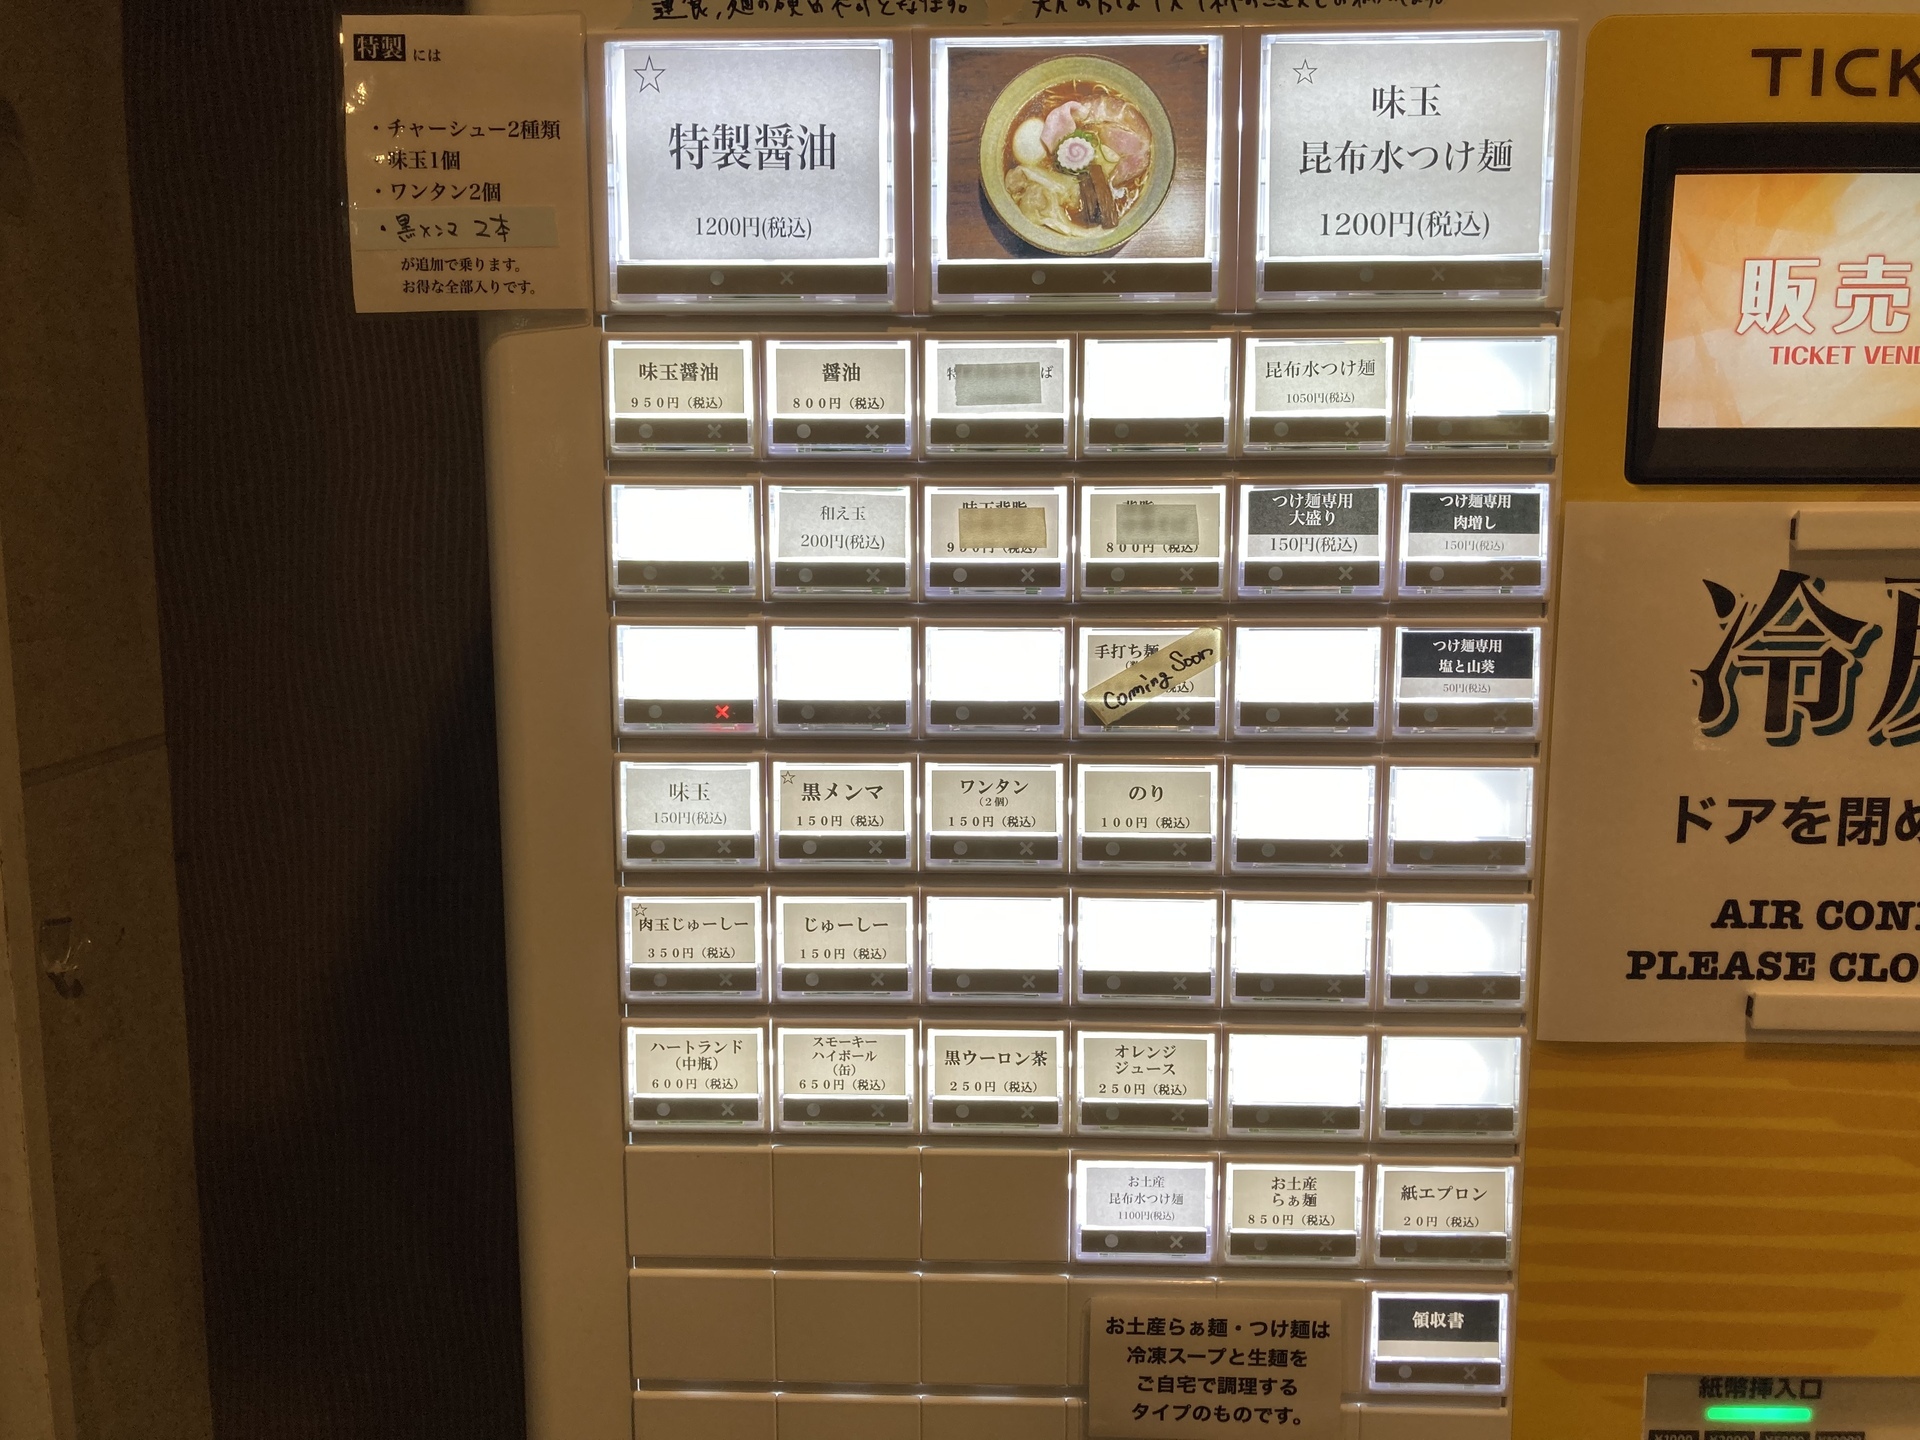 特製 には
・チャーシュー2種類
・味玉1個
・ワンタン2個
・黒メンマ 2本
が追加で乗ります。
お得な全部入りです。
☆
特製醤油
1200円(税込)
☆
味玉
昆布水つけ麺
1200円(税込)
味玉醤油
950円(税込)
醤油
800円(税込)
特
ば
昆布水つけ麺
1050円(税込)
和え玉
200円(税込)
味玉背脂
(税込)
背脂
800円(税込)
つけ麺専用
大盛り
150円(税込)
つけ麺専用
肉増し
150円(税込)
手打ち麺
Coming Soon
税込)
つけ麺専用
塩と山葵
50円(税込)
味玉
150円(税込)
☆
黒メンマ
150円(税込)
ワンタン
(2個)
150円(税込)
のり
100円(税込)
☆
肉玉じゅーしー
350円(税込)
じゅーしー
150円(税込)
ハートランド
(中瓶)
600円(税込)
スモーキー
ハイボール
(缶)
650円(税込)
黒ウーロン茶
250円(税込)
オレンジ
ジュース
250円(税込)
お土産
昆布水つけ麺
1100円(税込)
お土産
らぁ麺
850円(税込)
紙エプロン
20円(税込)
領収書
お土産らぁ麺・つけ麺は
冷凍スープと生麺を
ご自宅で調理する
タイプのものです。
TICK
販売
TICKET VEND
冷
ドアを閉め
AIR CON
PLEASE CLO
紙幣挿入口